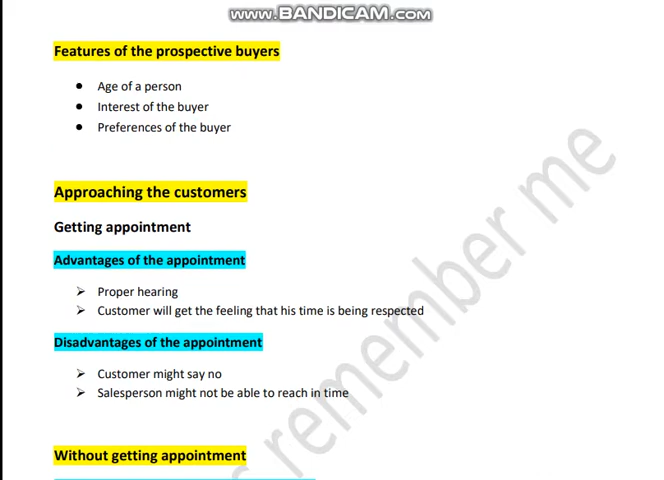 www.BANDICAM.com
Features of the prospective buyers
● Age of a person
● Interest of the buyer
● Preferences of the buyer
Approaching the customers
Getting appointment
Advantages of the appointment
➢ Proper hearing
➢ Customer will get the feeling that his time is being respected
Disadvantages of the appointment
➢ Customer might say no
➢ Salesperson might not be able to reach in time
Without getting appointment
remember me